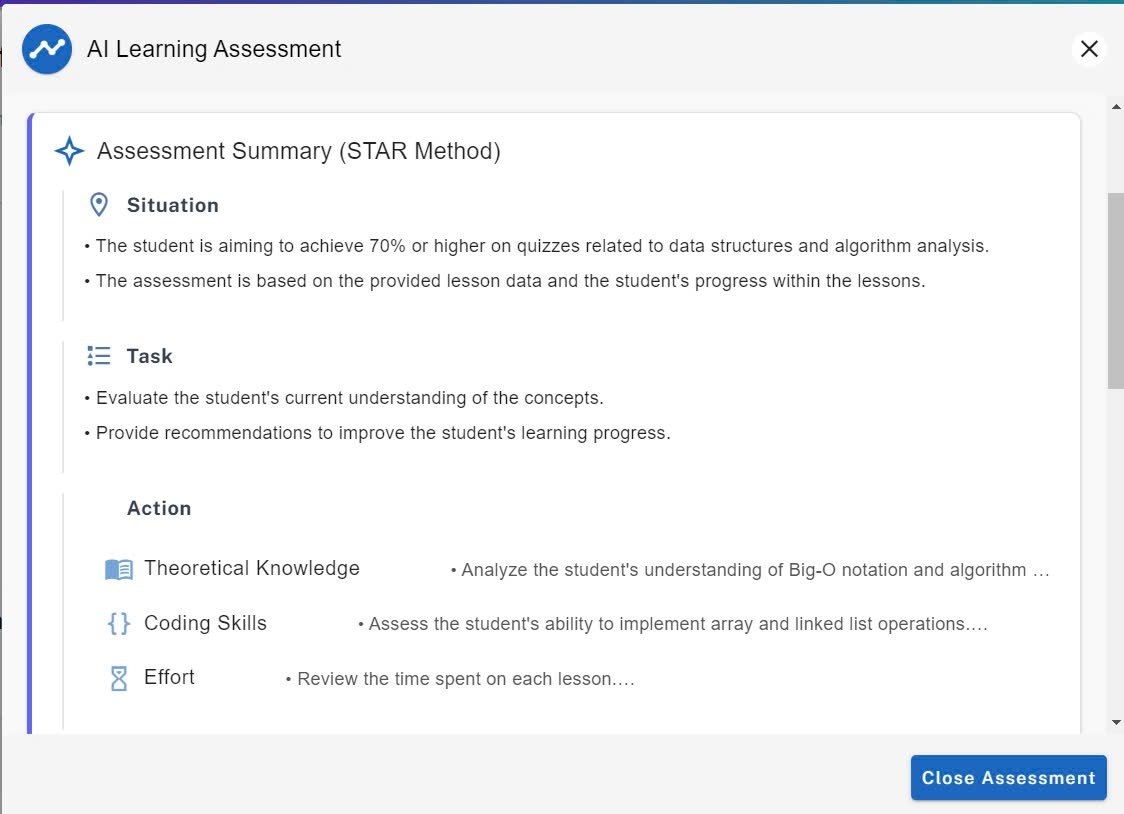 AI Learning Assessment
Assessment Summary (STAR Method)
Situation
• The student is aiming to achieve 70% or higher on quizzes related to data structures and algorithm analysis.
• The assessment is based on the provided lesson data and the student's progress within the lessons.
Task
• Evaluate the student's current understanding of the concepts.
• Provide recommendations to improve the student's learning progress.
Action
Theoretical Knowledge • Analyze the student's understanding of Big-O notation and algorithm ...
Coding Skills • Assess the student's ability to implement array and linked list operations....
Effort • Review the time spent on each lesson....
Close Assessment